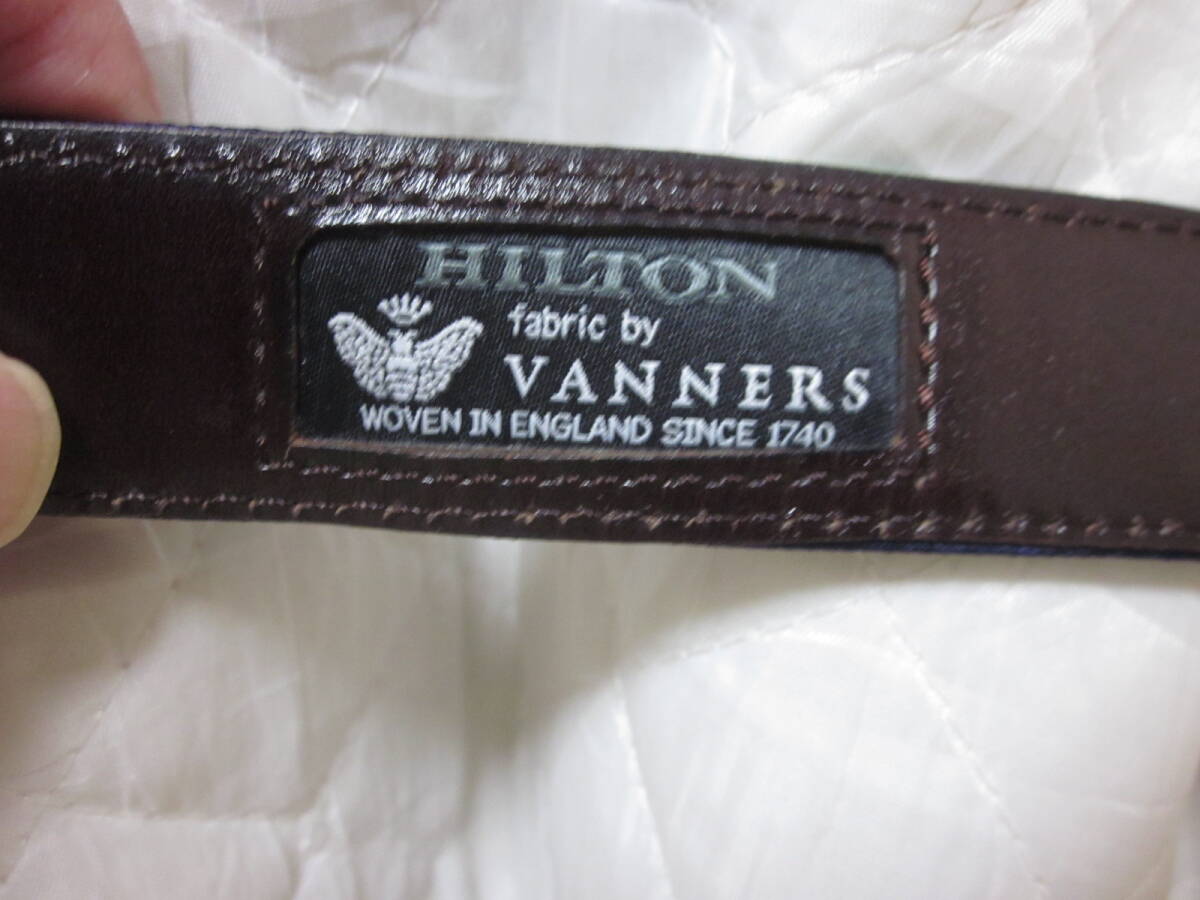 HILTON
fabric by
VANNERS
WOVEN IN ENGLAND SINCE 1740